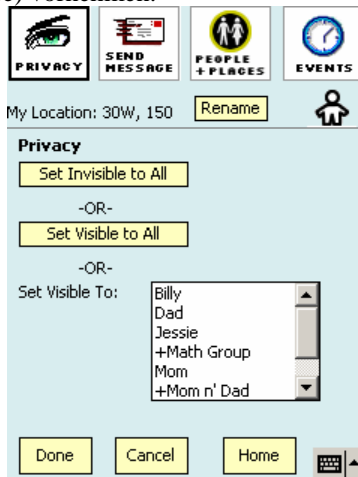 vornehmen.
PRIVACY
SEND
MESSAGE
PEOPLE
+PLACES
EVENTS
My Location: 30W, 150
Rename
Privacy
Set Invisible to All
-OR-
Set Visible to All
-OR-
Set Visible To:
Billy
Dad
Jessie
+Math Group
Mom
+Mom n' Dad
Done
Cancel
Home